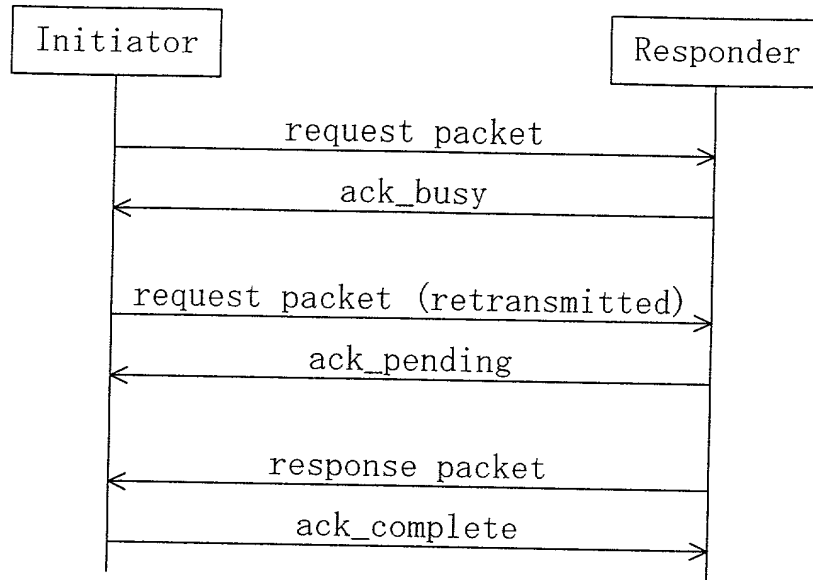 Initiator
Responder
request packet
ack_busy
request packet (retransmitted)
ack_pending
response packet
ack_complete